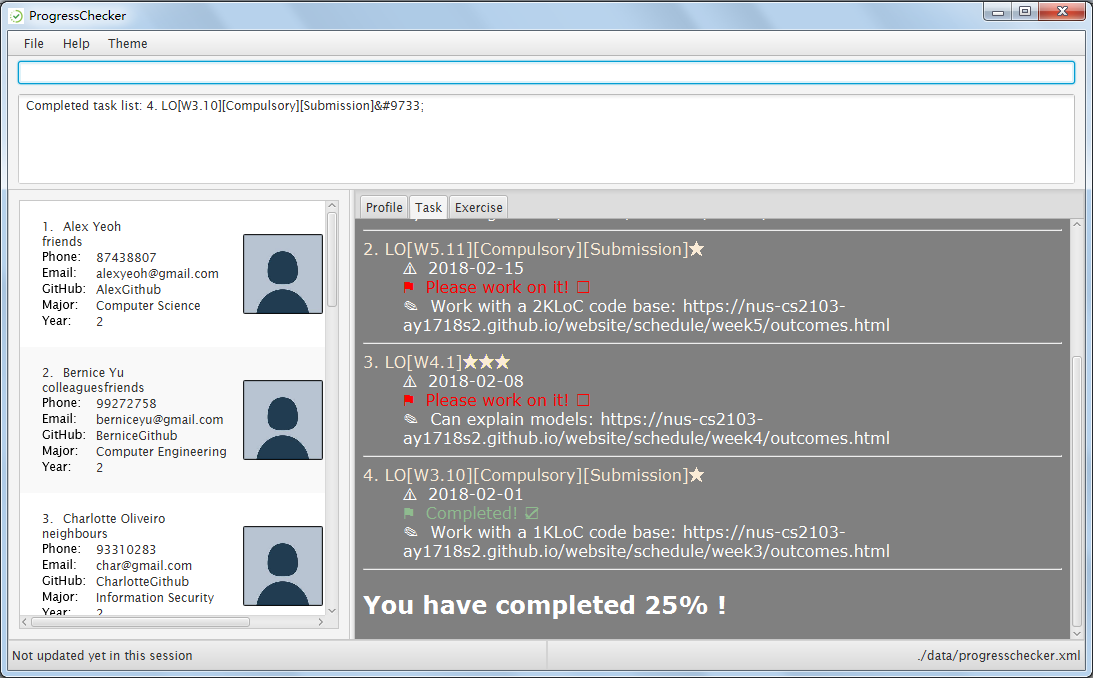 ProgressChecker
File Help Theme
Completed task list: 4. LO[W3.10][Compulsory][Submission]&#9733;
1. Alex Yeoh
friends
Phone: 87438807
Email: alexyeoh@gmail.com
GitHub: AlexGithub
Major: Computer Science
Year: 2
2. Bernice Yu
colleaguesfriends
Phone: 99272758
Email: berniceyu@gmail.com
GitHub: BerniceGithub
Major: Computer Engineering
Year: 2
3. Charlotte Oliveiro
neighbours
Phone: 93310283
Email: char@gmail.com
GitHub: CharlotteGithub
Major: Information Security
Year: 2
Profile Task Exercise
2. LO[W5.11][Compulsory][Submission]★
⚠ 2018-02-15
⚑ Please work on it! ☐
✎ Work with a 2KLoC code base: https://nus-cs2103-
ay1718s2.github.io/website/schedule/week5/outcomes.html
3. LO[W4.1]★★★
⚠ 2018-02-08
⚑ Please work on it! ☐
✎ Can explain models: https://nus-cs2103-
ay1718s2.github.io/website/schedule/week4/outcomes.html
4. LO[W3.10][Compulsory][Submission]★
⚠ 2018-02-01
⚑ Completed! ☑
✎ Work with a 1KLoC code base: https://nus-cs2103-
ay1718s2.github.io/website/schedule/week3/outcomes.html
You have completed 25% !
Not updated yet in this session
./data/progresschecker.xml